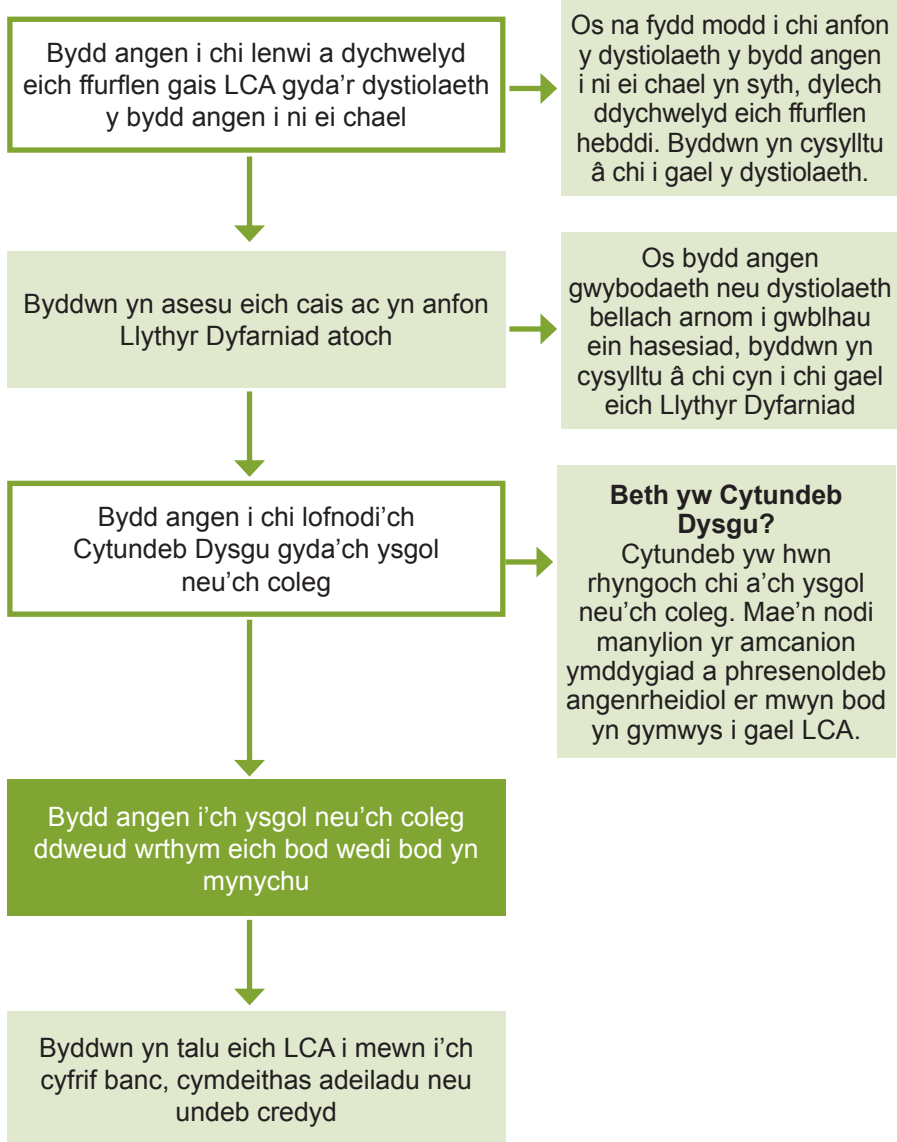 Bydd angen i chi lenwi a dychwelyd
eich ffurflen gais LCA gyda'r dystiolaeth
y bydd angen i ni ei chael
Os na fydd modd i chi anfon
y dystiolaeth y bydd angen
i ni ei chael yn syth, dylech
ddychwelyd eich ffurflen
hebddi. Byddwn yn cysylltu
â chi i gael y dystiolaeth.
Byddwn yn asesu eich cais ac yn anfon
Llythyr Dyfarniad atoch
Os bydd angen
gwybodaeth neu dystiolaeth
bellach arnom i gwblhau
ein hasesiad, byddwn yn
cysylltu â chi cyn i chi gael
eich Llythyr Dyfarniad
Bydd angen i chi lofnodi'ch
Cytundeb Dysgu gyda'ch ysgol
neu'ch coleg
Beth yw Cytundeb
Dysgu?
Cytundeb yw hwn
rhyngoch chi a'ch ysgol
neu'ch coleg. Mae'n nodi
manylion yr amcanion
ymddygiad a phresenoldeb
angenrheidiol er mwyn bod
yn gymwys i gael LCA.
Bydd angen i'ch ysgol neu'ch coleg
ddweud wrthym eich bod wedi bod yn
mynychu
Byddwn yn talu eich LCA i mewn i'ch
cyfrif banc, cymdeithas adeiladu neu
undeb credyd